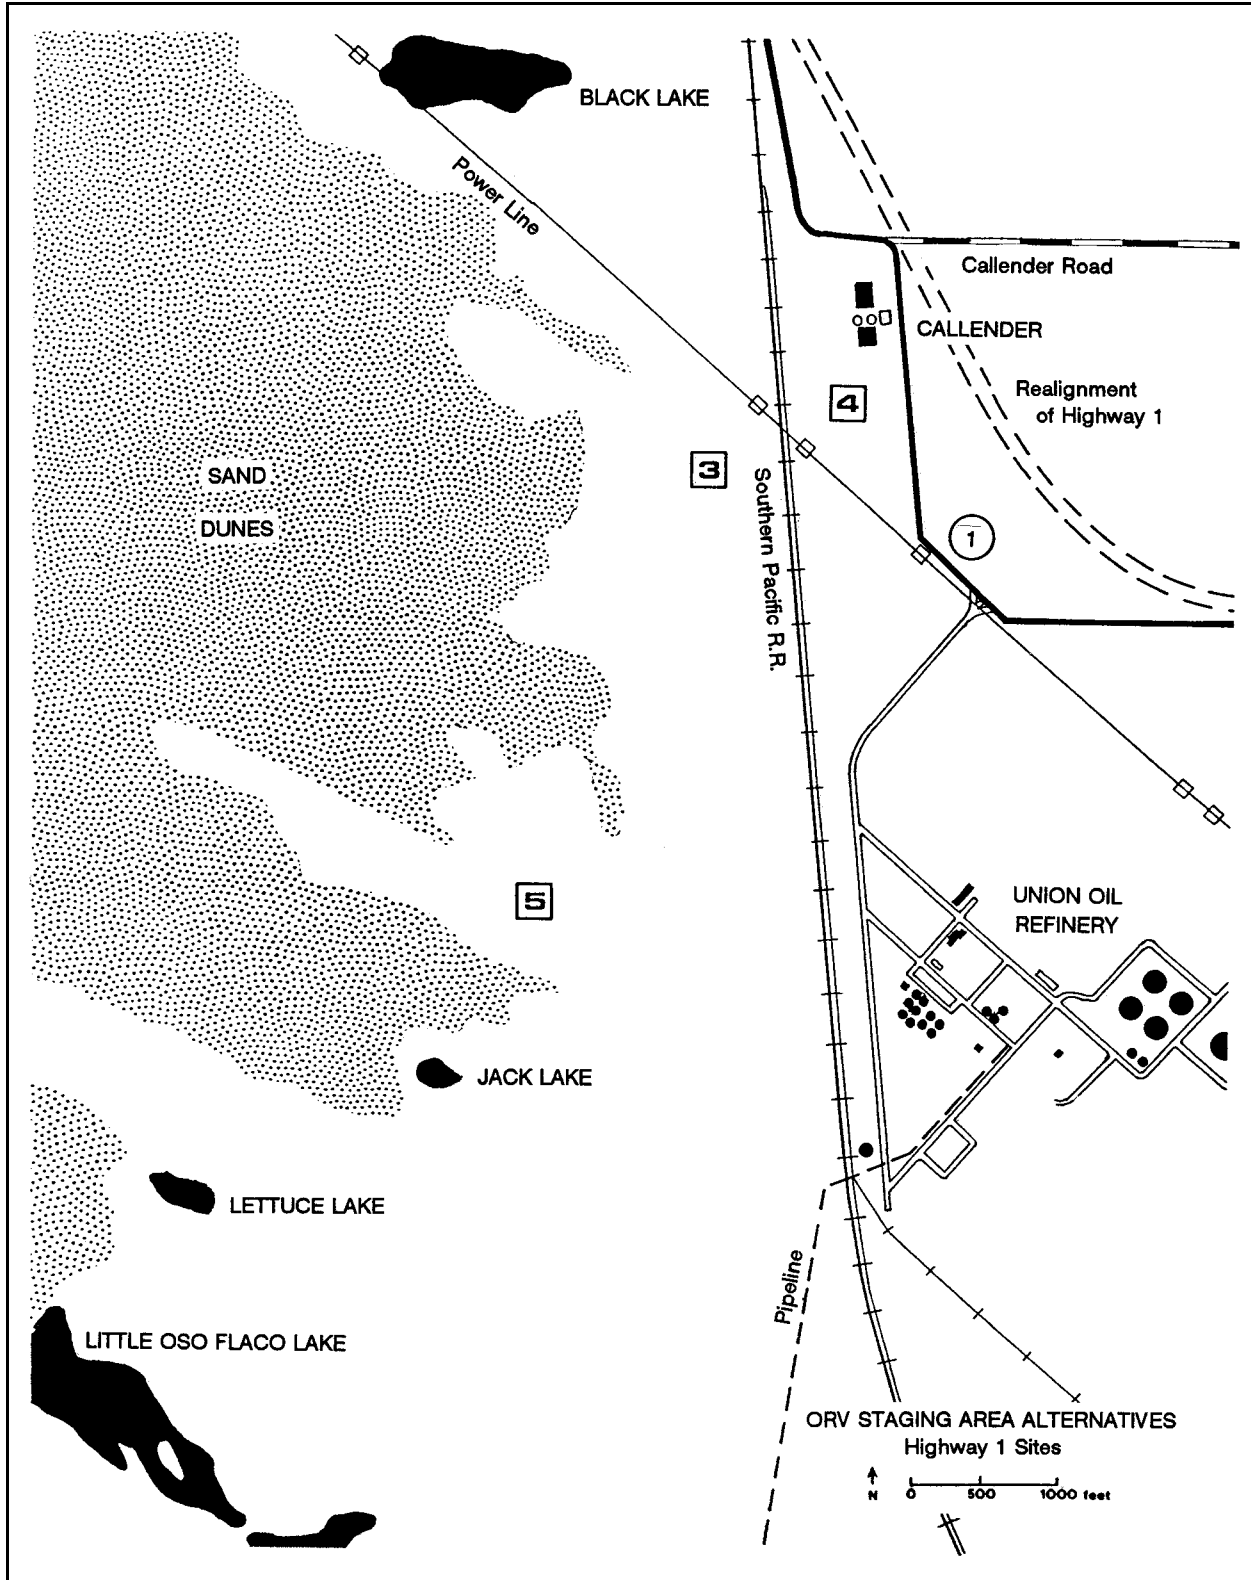 BLACK LAKE
Power Line
Callender Road
CALLENDER
Realignment
of Highway 1
4
3
SAND
DUNES
Southern Pacific R.R.
1
5
UNION OIL
REFINERY
JACK LAKE
LETTUCE LAKE
Pipeline
LITTLE OSO FLACO LAKE
ORV STAGING AREA ALTERNATIVES
Highway 1 Sites
N 0 500 1000 feet